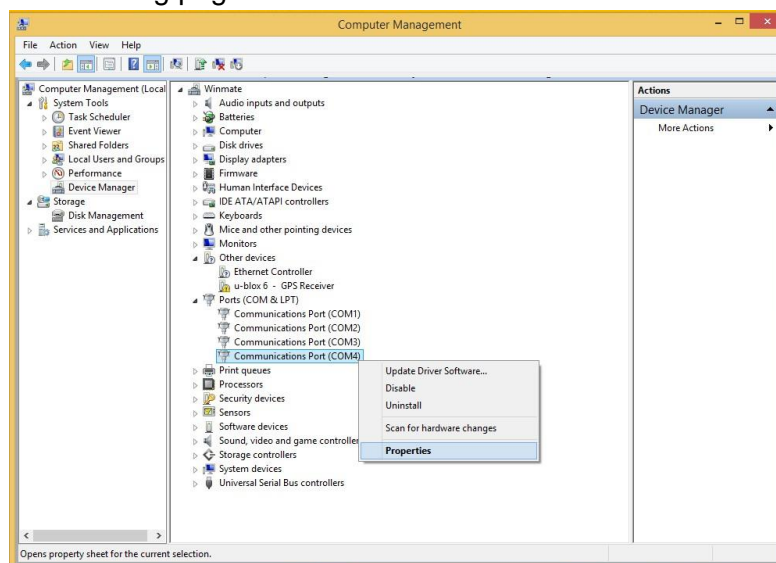 Computer Management
File Action View Help
Computer Management (Local
System Tools
Task Scheduler
Event Viewer
Shared Folders
Local Users and Groups
Performance
Device Manager
Storage
Disk Management
Services and Applications
Winmate
Audio inputs and outputs
Batteries
Computer
Disk drives
Display adapters
Firmware
Human Interface Devices
IDE ATA/ATAPI controllers
Keyboards
Mice and other pointing devices
Monitors
Other devices
Ethernet Controller
u-blox 6 - GPS Receiver
Ports (COM & LPT)
Communications Port (COM1)
Communications Port (COM2)
Communications Port (COM3)
Communications Port (COM4)
Print queues
Processors
Security devices
Sensors
Software devices
Sound, video and game controller
Storage controllers
System devices
Universal Serial Bus controllers
Update Driver Software...
Disable
Uninstall
Scan for hardware changes
Properties
Actions
Device Manager
More Actions
Opens property sheet for the current selection.